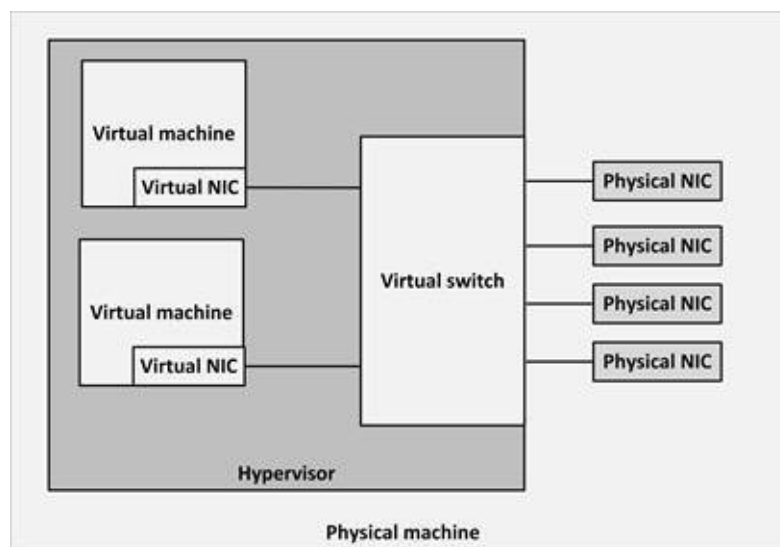 Virtual machine
Virtual NIC
Virtual machine
Virtual NIC
Virtual switch
Physical NIC
Physical NIC
Physical NIC
Physical NIC
Hypervisor
Physical machine